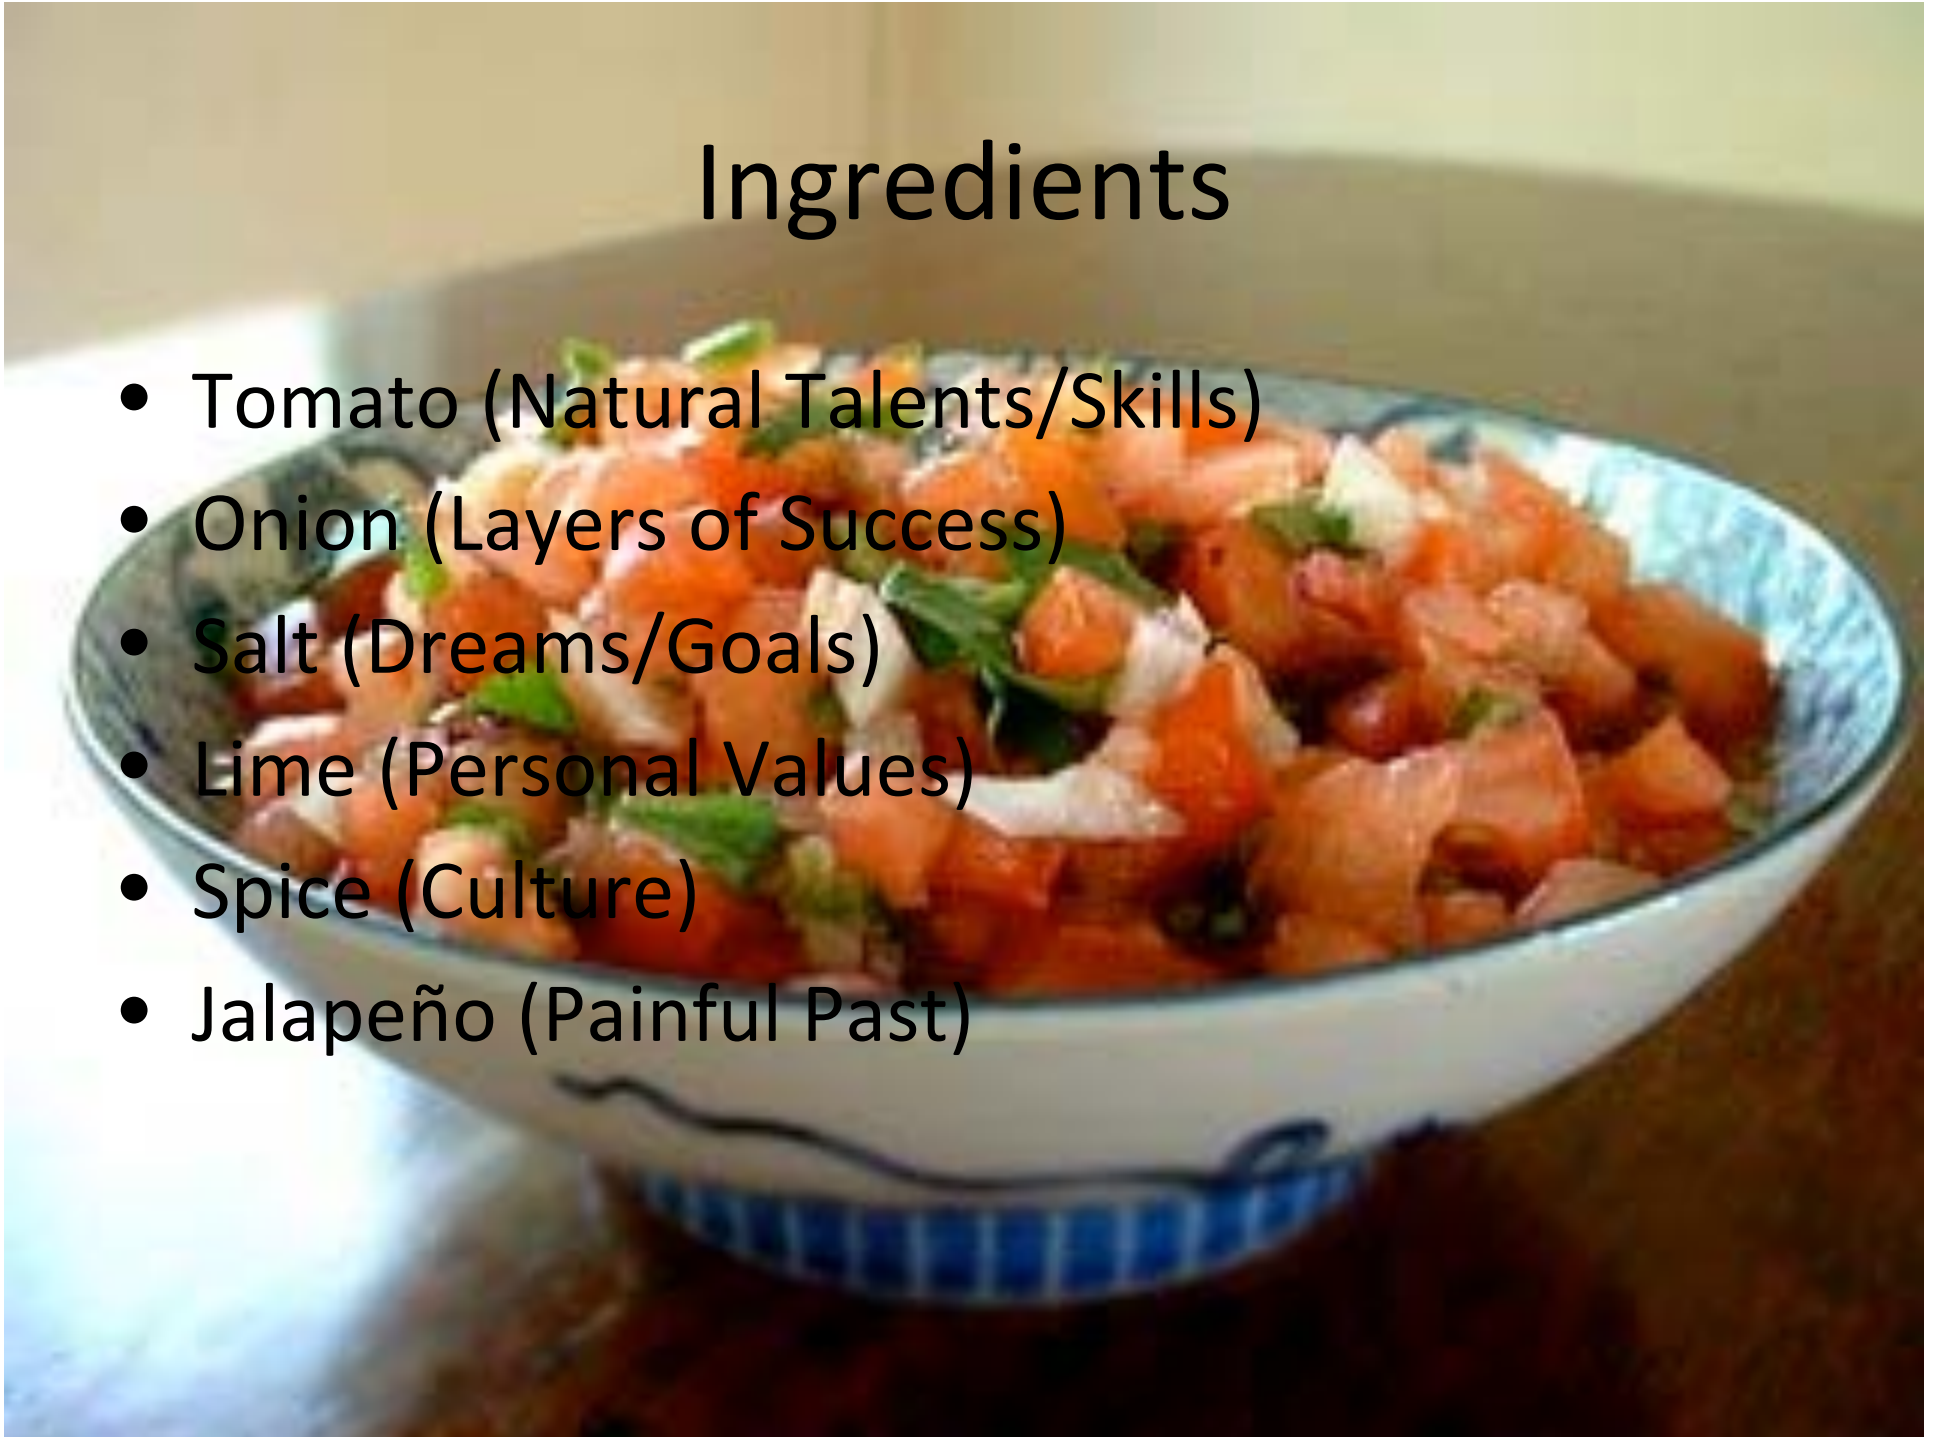 Ingredients
• Tomato (Natural Talents/Skills)
• Onion (Layers of Success)
• Salt (Dreams/Goals)
• Lime (Personal Values)
• Spice (Culture)
• Jalapeño (Painful Past)